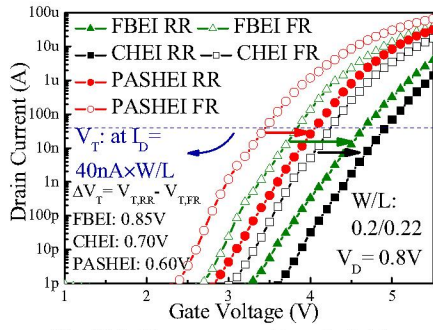 100u
10u
1u
100n
10n
1n
100p
10p
1p
Drain Current (A)
FBEI RR
FBEI FR
CHEI RR
CHEI FR
PASHEI RR
PASHEI FR
V_T: at I_D=
40nA×W/L
ΔV_T = V_T,RR - V_T,FR
FBEI: 0.85V
CHEI: 0.70V
PASHEI: 0.60V
W/L:
0.2/0.22
V_D= 0.8V
1 2 3 4 5
Gate Voltage (V)